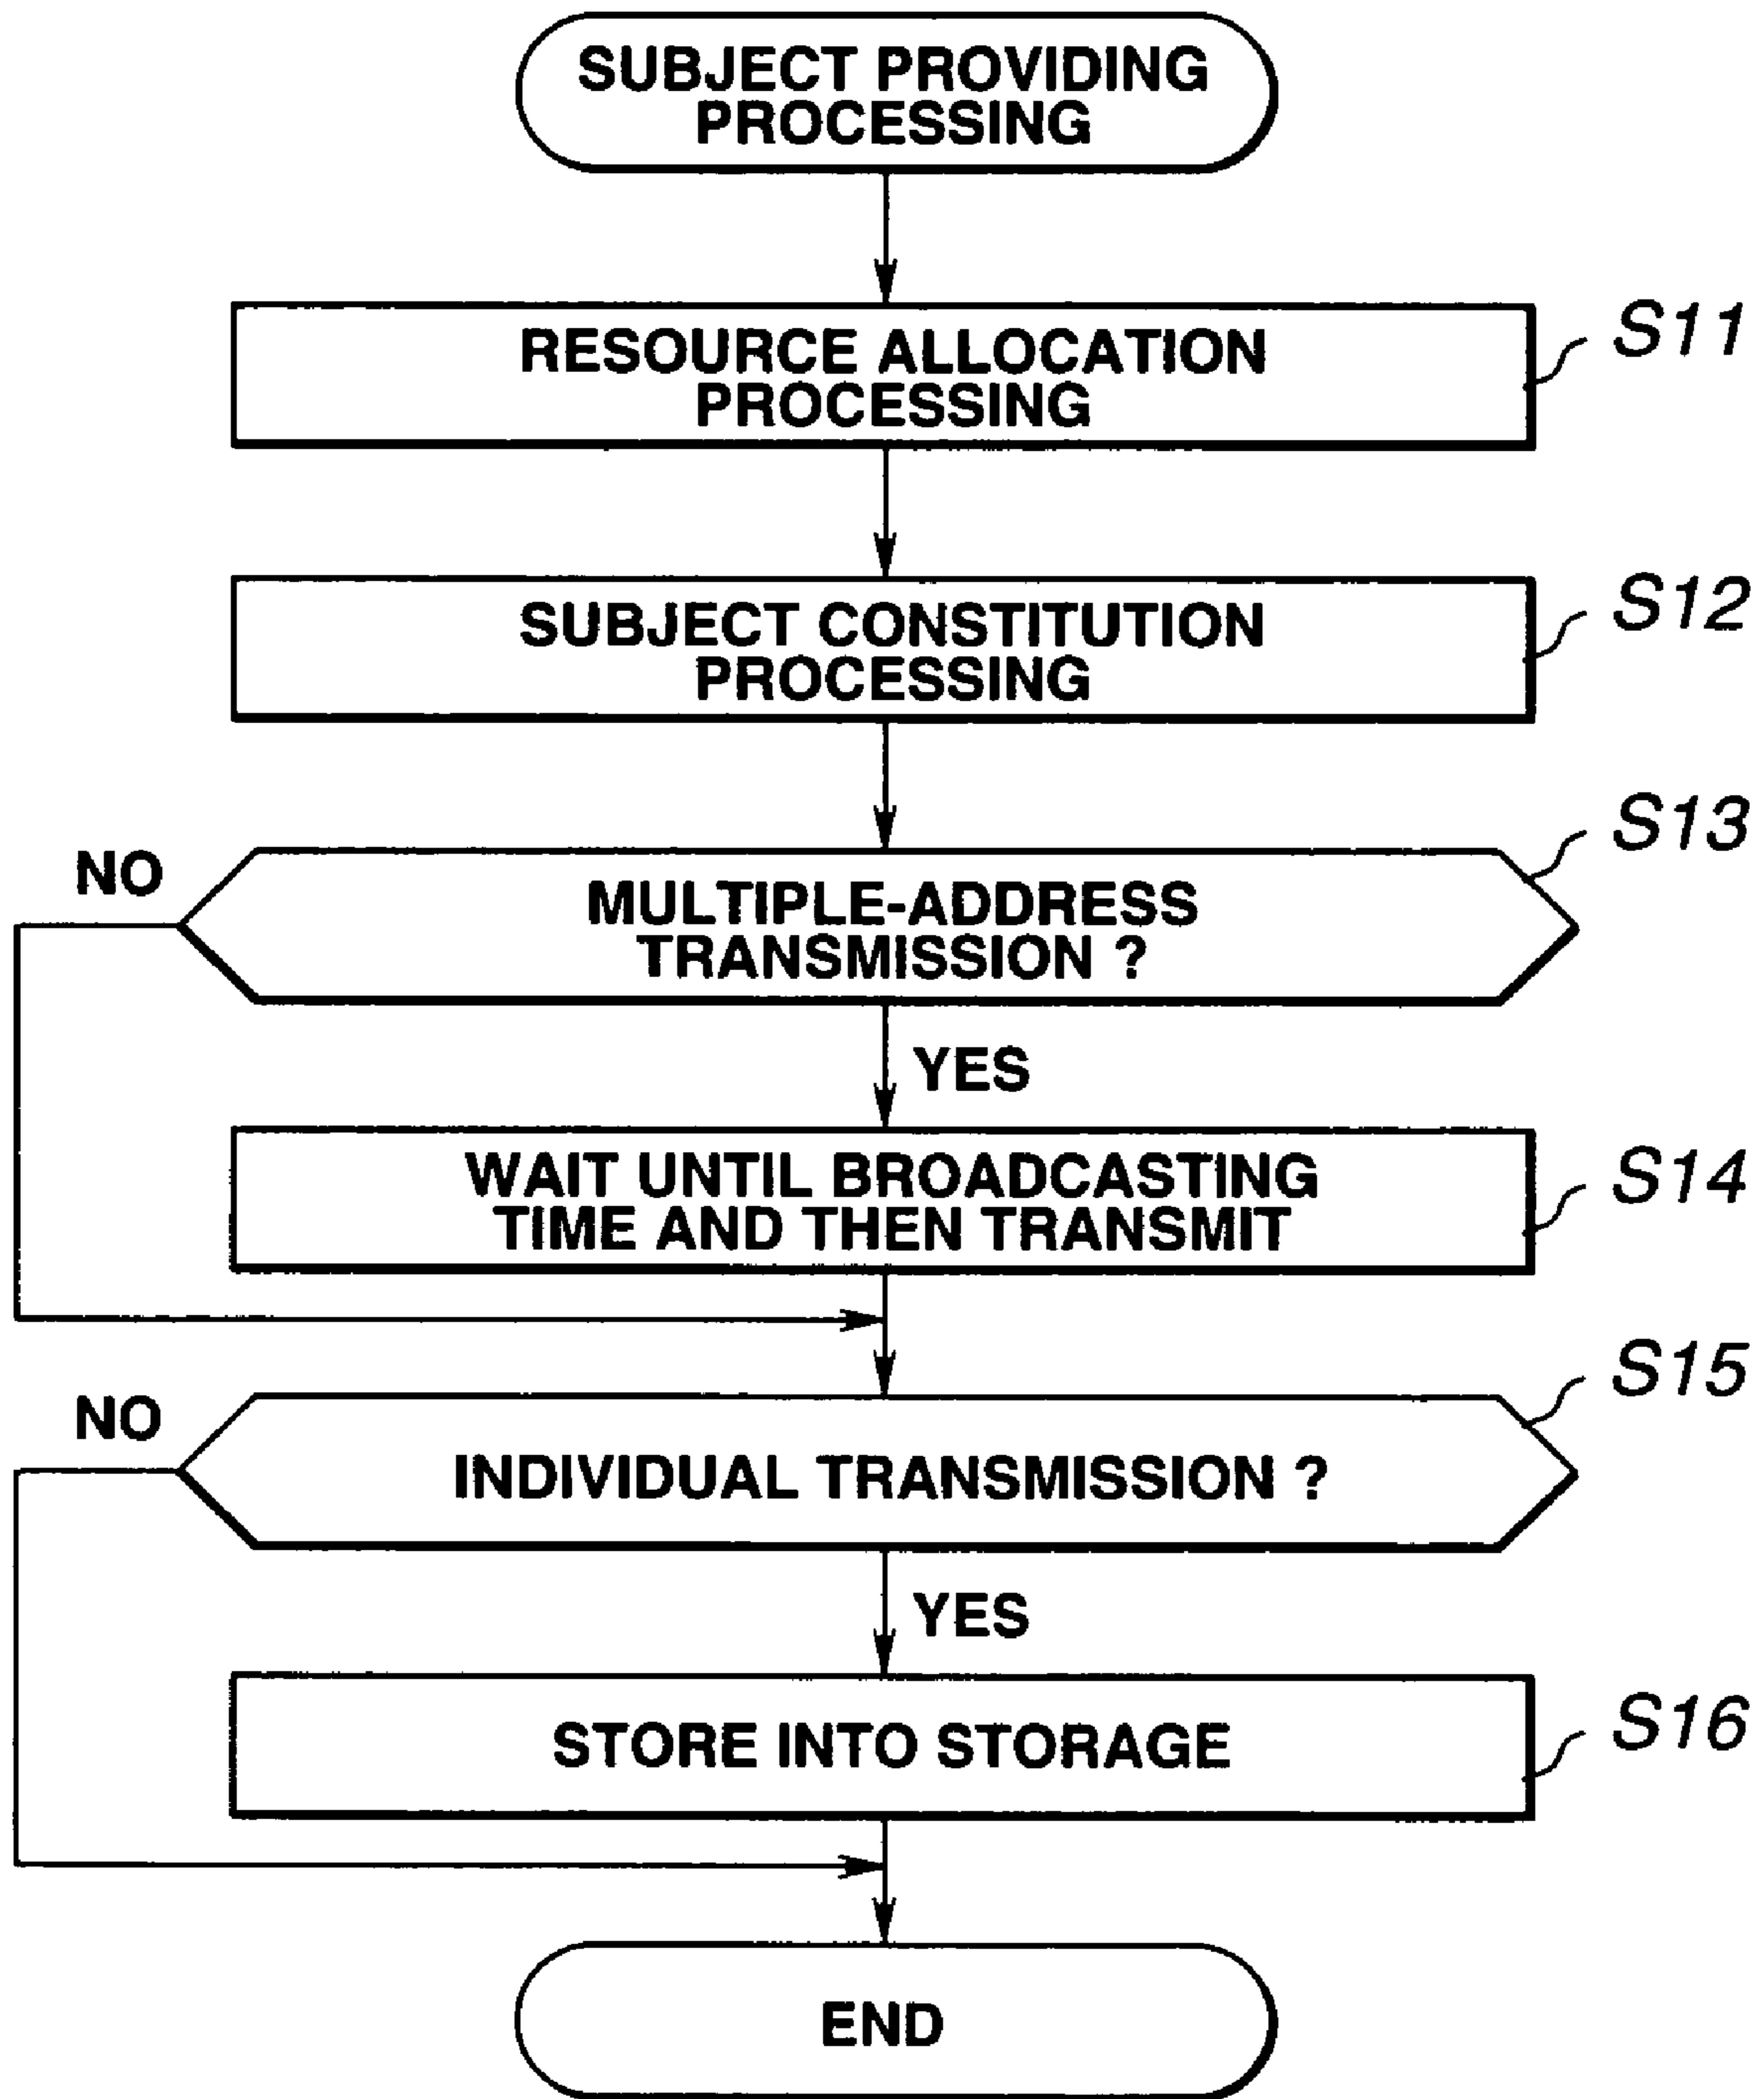 SUBJECT PROVIDING
PROCESSING
RESOURCE ALLOCATION
PROCESSING
S11
SUBJECT CONSTITUTION
PROCESSING
S12
S13
NO
MULTIPLE-ADDRESS
TRANSMISSION ?
YES
WAIT UNTIL BROADCASTING
TIME AND THEN TRANSMIT
S14
S15
NO
INDIVIDUAL TRANSMISSION ?
YES
STORE INTO STORAGE
S16
END